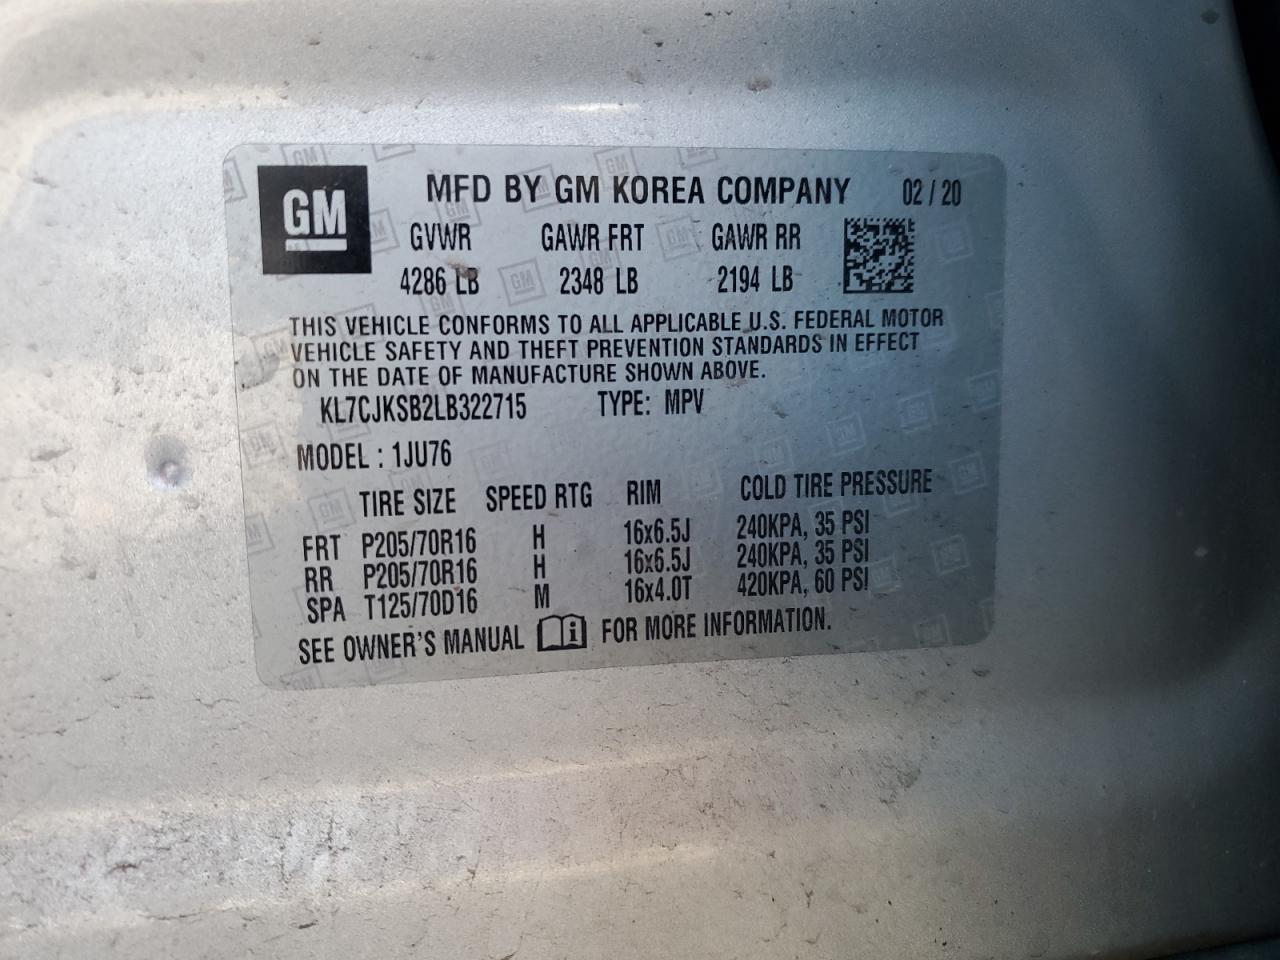 GM
MFD BY GM KOREA COMPANY 02 / 20
GVWR GAWR FRT GAWR RR
4286 LB 2348 LB 2194 LB
THIS VEHICLE CONFORMS TO ALL APPLICABLE U.S. FEDERAL MOTOR
VEHICLE SAFETY AND THEFT PREVENTION STANDARDS IN EFFECT
ON THE DATE OF MANUFACTURE SHOWN ABOVE.
KL7CJKSB2LB322715 TYPE: MPV
MODEL : 1JU76
TIRE SIZE SPEED RTG RIM COLD TIRE PRESSURE
FRT P205/70R16 H 16x6.5J 240KPA, 35 PSI
RR P205/70R16 H 16x6.5J 240KPA, 35 PSI
SPA T125/70D16 M 16x4.0T 420KPA, 60 PSI
SEE OWNER'S MANUAL FOR MORE INFORMATION.